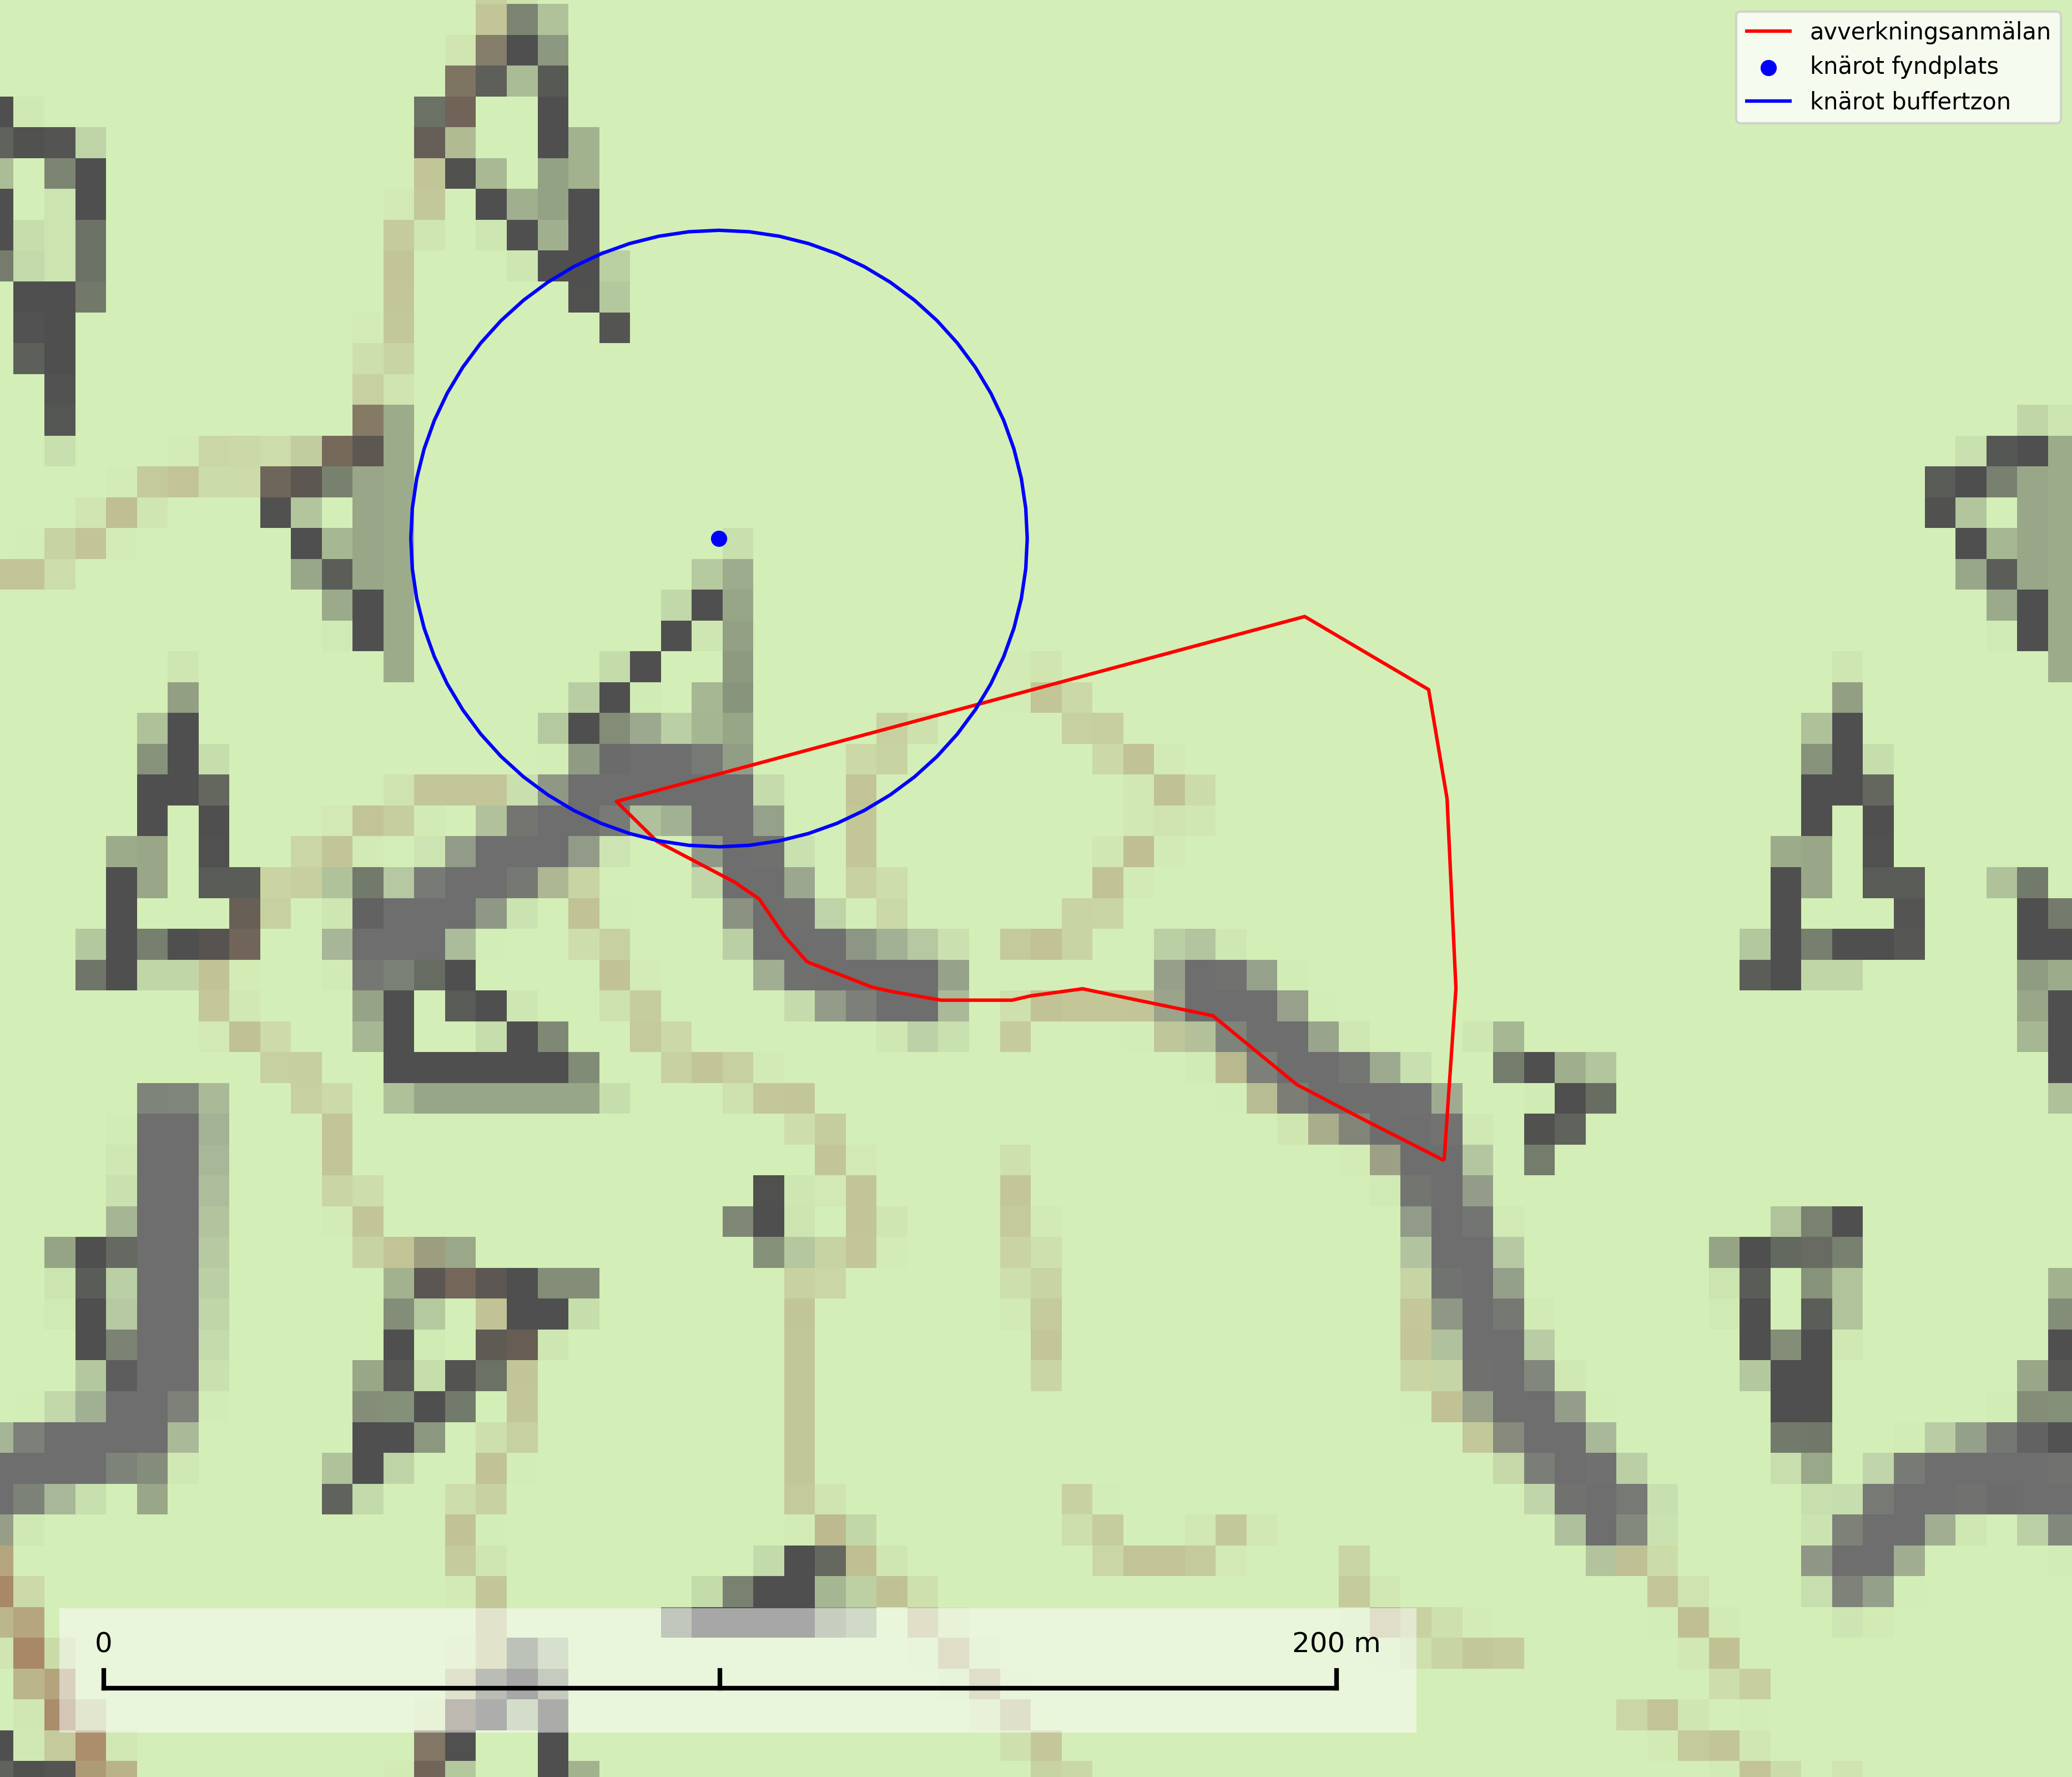 avverkningsanmälan
knärot fyndplats
knärot buffertzon
0
200 m